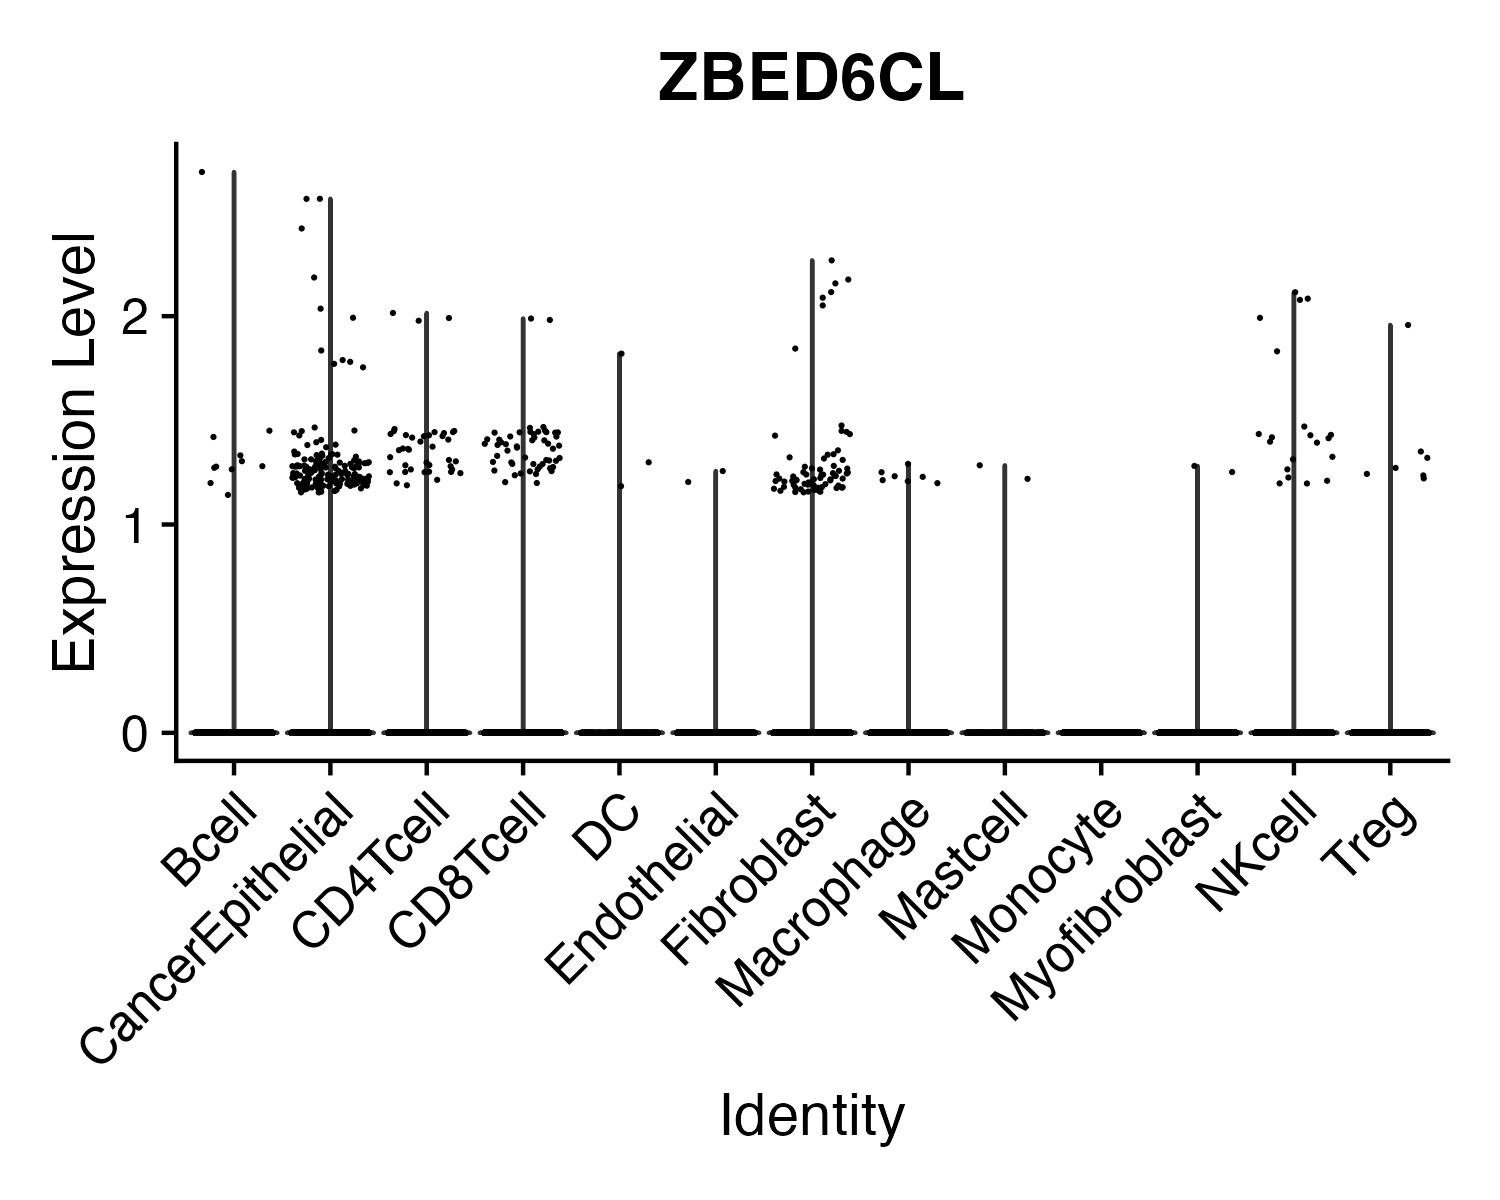 ZBED6CL
Expression Level
2
1
0
Bcell
CancerEpithelial
CD4Tcell
CD8Tcell
DC
Endothelial
Fibroblast
Macrophage
Mastcell
Monocyte
Myofibroblast
NKcell
Treg
Identity